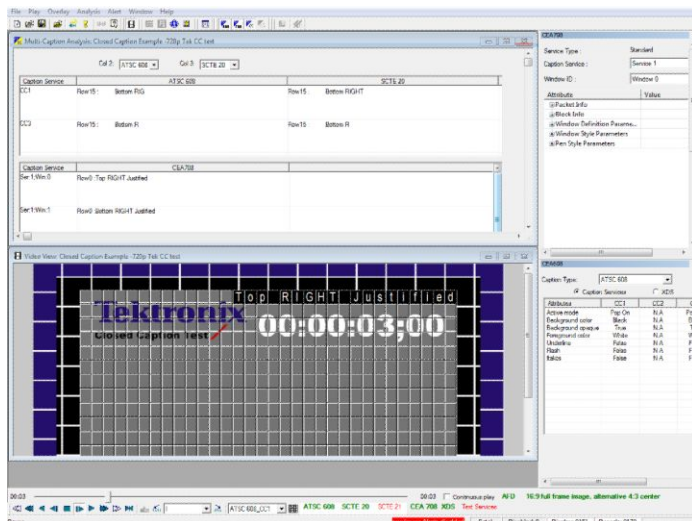 File Play Overlay Analysis Alert Window Help
Multi-Caption Analysis: Closed Caption Example -720p Tek CC test
Col 2: ATSC 608 Col 3: SCTE 20
Caption Service ATSC 608 SCTE 20
CC1 Row15 : Bottom RIG Row15 : Bottom RIGHT
CC3 Row15 : Bottom R Row15 : Bottom R
Caption Service CEA708
Ser:1;Win:0 Row0 :Top RIGHT Justified
Ser:1;Win:1 Row0 :Bottom RIGHT Justified
Video View: Closed Caption Example -720p Tek CC test
Top RIGHT Justified
Tektronix
00:00:03;00
Closed Caption Test
CEA708
Service Type : Standard
Caption Service : Service 1
Window ID : Window 0
Attribute Value
Packet Info
Block Info
Window Definition Parame...
Window Style Parameters
Pen Style Parameters
CEA608
Caption Type: ATSC 608
Caption Services XDS
Attributes CC1 CC2
Active mode Pop On N.A
Background color Black N.A
Background opaque True N.A
Foreground color White N.A
Underline False N.A
Flash False N.A
Italics False N.A
00:03 00:03 Continuous play AFD 16:9 full frame image, alternative 4:3 center
ATSC 608_CC1 ATSC 608 SCTE 20 SCTE 21 CEA 708 XDS Text Services